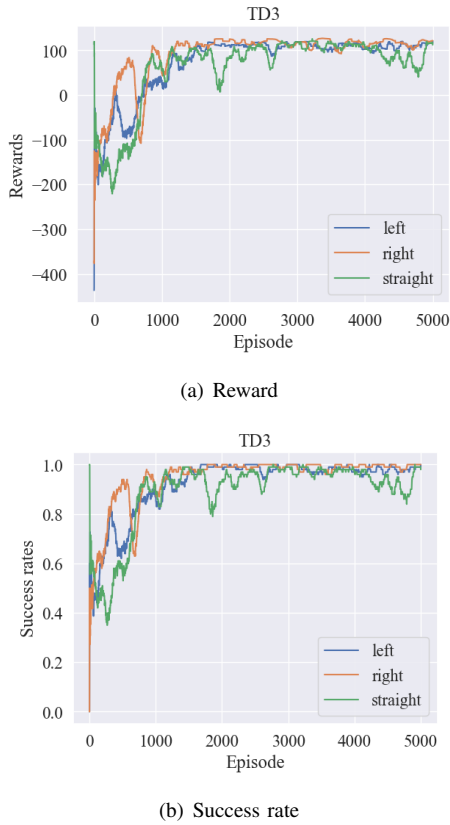 TD3
100
0
−100
−200
−300
−400
Rewards
left
right
straight
0 1000 2000 3000 4000 5000
Episode
(a) Reward
TD3
1.0
0.8
0.6
0.4
0.2
0.0
Success rates
left
right
straight
0 1000 2000 3000 4000 5000
Episode
(b) Success rate